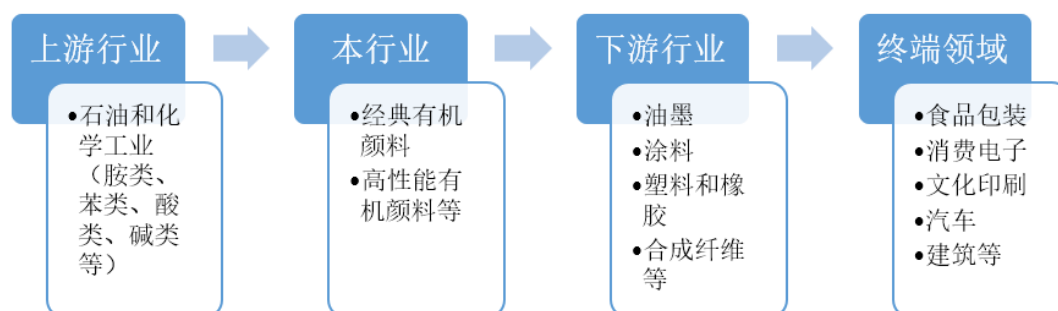 上游行业
•石油和化
学工业
（胺类、
苯类、酸
类、碱类
等）
本行业
•经典有机
颜料
•高性能有
机颜料等
下游行业
•油墨
•涂料
•塑料和橡
胶
•合成纤维
等
终端领域
•食品包装
•消费电子
•文化印刷
•汽车
•建筑等